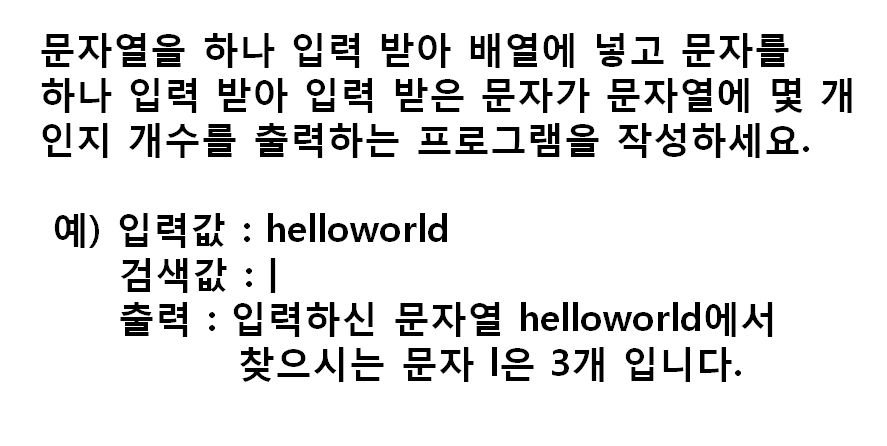 문자열을 하나 입력 받아 배열에 넣고 문자를
하나 입력 받아 입력 받은 문자가 문자열에 몇 개
인지 개수를 출력하는 프로그램을 작성하세요.
예) 입력값 : helloworld
검색값 : l
출력 : 입력하신 문자열 helloworld에서
찾으시는 문자 l은 3개 입니다.